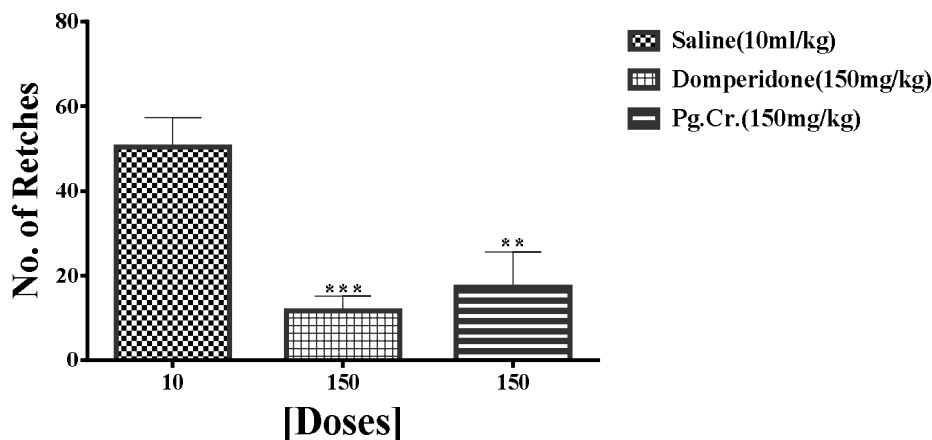 80
60
40
20
0
No. of Retches
***
**
10
150
150
[Doses]
Saline(10ml/kg)
Domperidone(150mg/kg)
Pg.Cr.(150mg/kg)